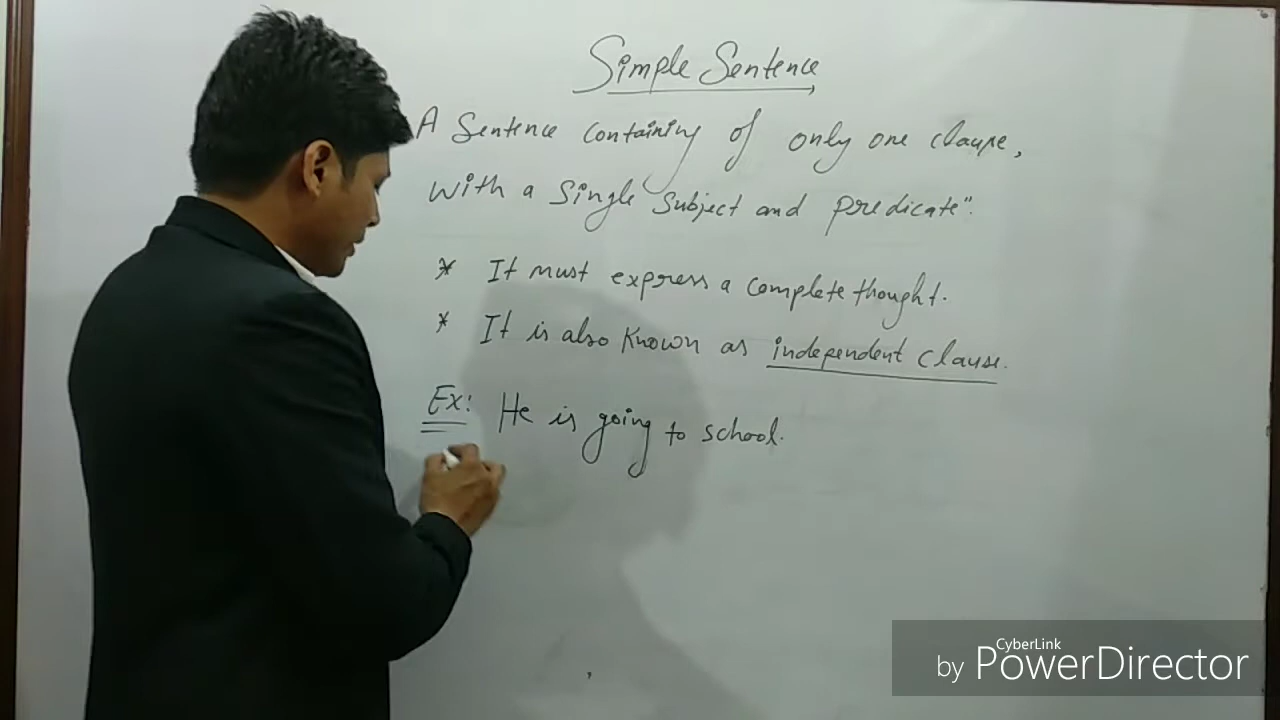 Simple Sentence
A Sentence Containing of only one clause,
with a Single Subject and predicate".
* It must express a complete thought.
* It is also Known as independent Clause.
Ex: He is going to school.
CyberLink
by PowerDirector